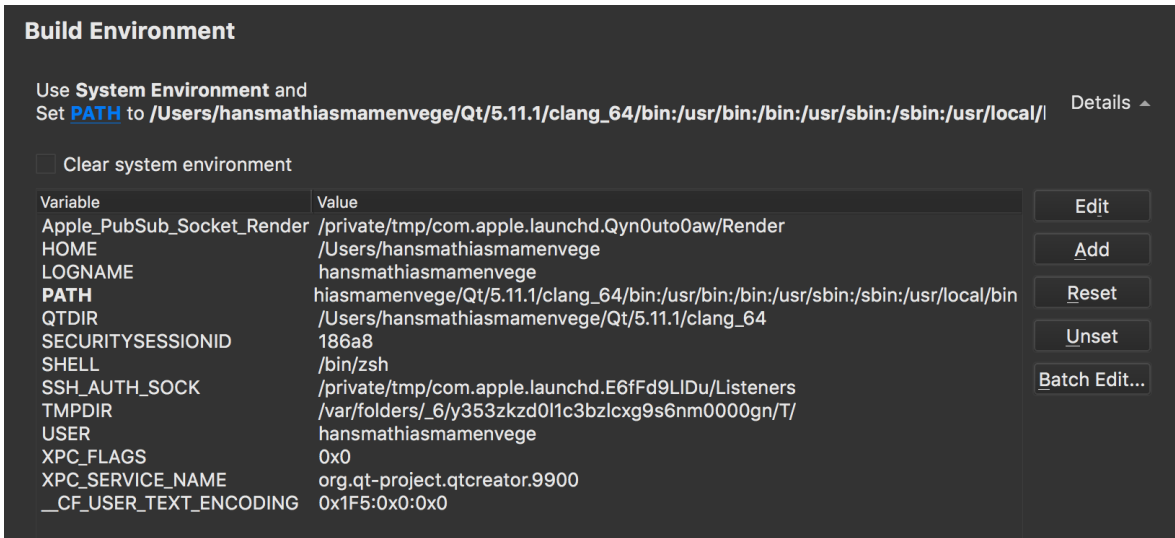 Build Environment
Use System Environment and
Set PATH to /Users/hansmathiasmamenvege/Qt/5.11.1/clang_64/bin:/usr/bin:/bin:/usr/sbin:/sbin:/usr/local/l
Details
Clear system environment
Variable Value
Apple_PubSub_Socket_Render /private/tmp/com.apple.launchd.Qyn0uto0aw/Render
HOME /Users/hansmathiasmamenvege
LOGNAME hansmathiasmamenvege
PATH hiasmamenvege/Qt/5.11.1/clang_64/bin:/usr/bin:/bin:/usr/sbin:/sbin:/usr/local/bin
QTDIR /Users/hansmathiasmamenvege/Qt/5.11.1/clang_64
SECURITYSESSIONID 186a8
SHELL /bin/zsh
SSH_AUTH_SOCK /private/tmp/com.apple.launchd.E6fFd9LlDu/Listeners
TMPDIR /var/folders/_6/y353zkzd0l1c3bzlcxg9s6nm0000gn/T/
USER hansmathiasmamenvege
XPC_FLAGS 0x0
XPC_SERVICE_NAME org.qt-project.qtcreator.9900
__CF_USER_TEXT_ENCODING 0x1F5:0x0:0x0
Edit
Add
Reset
Unset
Batch Edit...